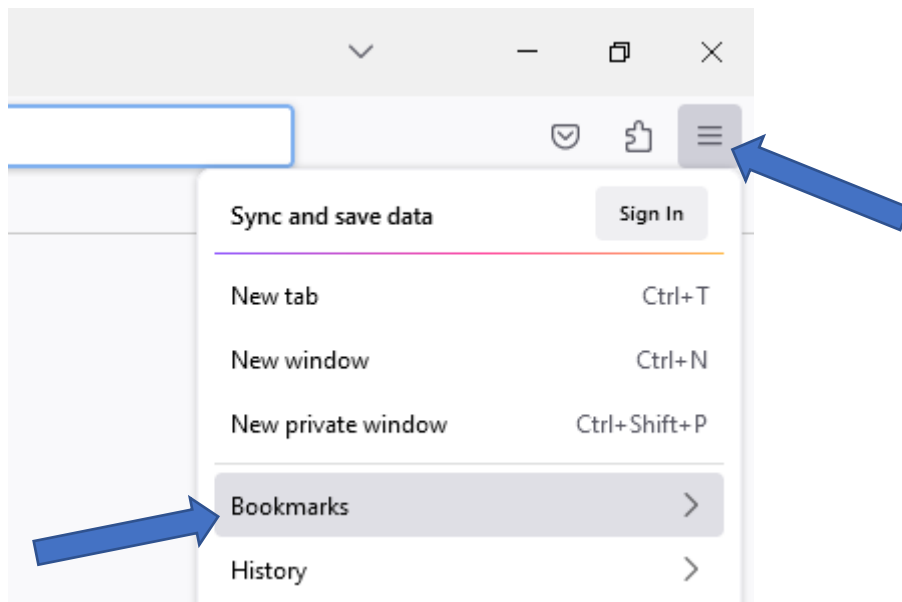 Sync and save data Sign In
New tab Ctrl+T
New window Ctrl+N
New private window Ctrl+Shift+P
Bookmarks
History